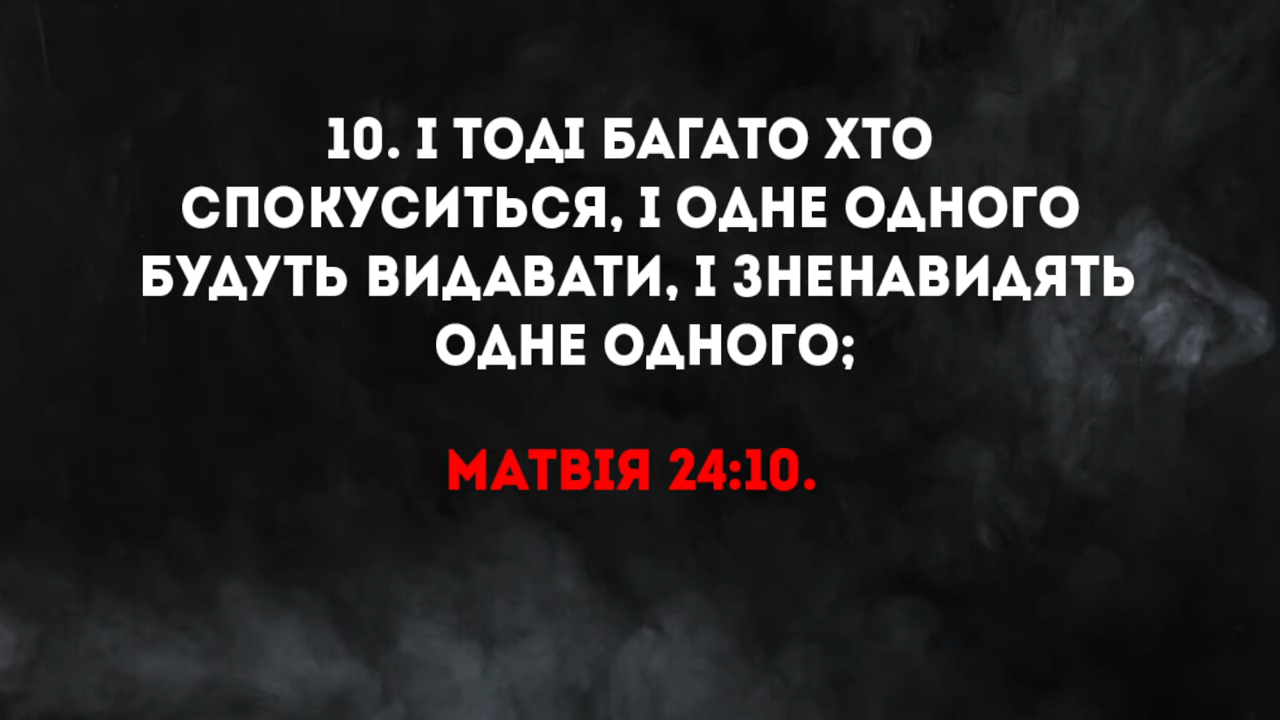 10. І ТОДІ БАГАТО ХТО
СПОКУСИТЬСЯ, І ОДНЕ ОДНОГО
БУДУТЬ ВИДАВАТИ, І ЗНЕНАВИДЯТЬ
ОДНЕ ОДНОГО;
МАТВІЯ 24:10.